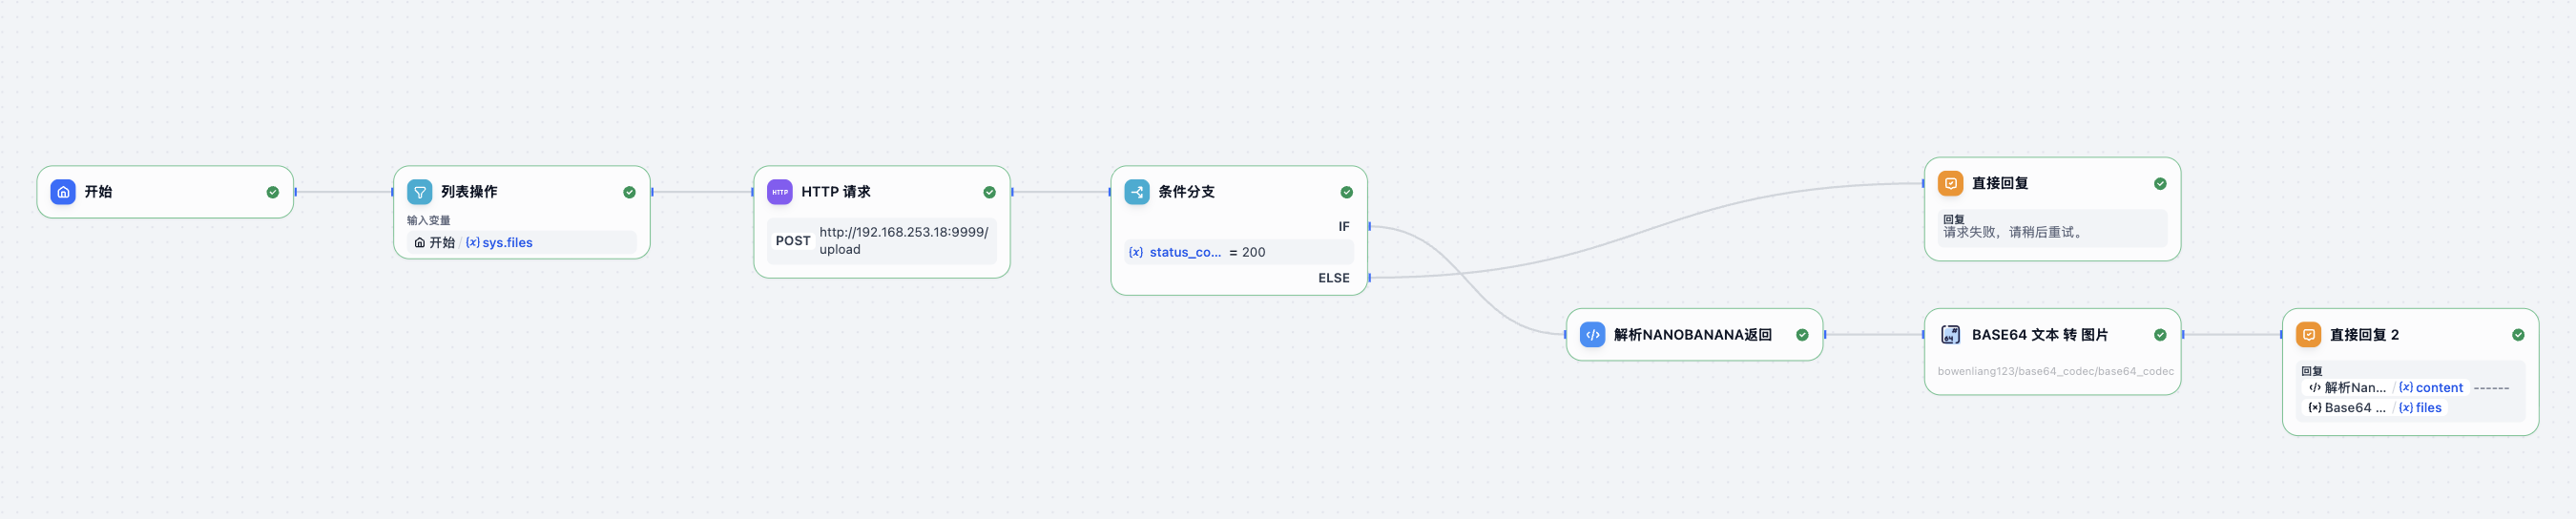 开始
列表操作
输入变量
开始 / {x} sys.files
HTTP
HTTP 请求
POST
http://192.168.253.18:9999/
upload
条件分支
IF
{x} status_co... = 200
ELSE
直接回复
回复
请求失败，请稍后重试。
解析NANOBANANA返回
64
BASE64 文本 转 图片
bowenliang123/base64_codec/base64_codec
直接回复 2
回复
解析Nan... / {x} content ------
{x} Base64 ... / {x} files